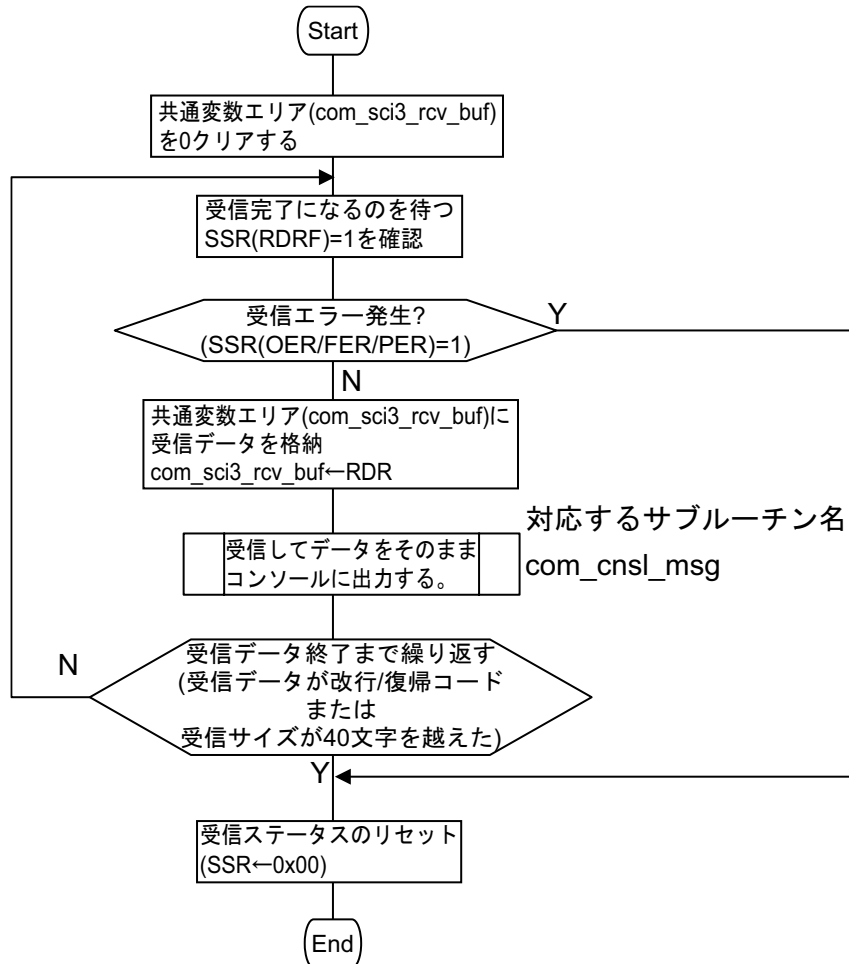 Start
共通変数エリア(com_sci3_rcv_buf)
を0クリアする
受信完了になるのを待つ
SSR(RDRF)=1を確認
受信エラー発生?
(SSR(OER/FER/PER)=1)
Y
N
共通変数エリア(com_sci3_rcv_buf)に
受信データを格納
com_sci3_rcv_buf←RDR
対応するサブルーチン名
受信してデータをそのまま
コンソールに出力する。
com_cnsl_msg
N
受信データ終了まで繰り返す
(受信データが改行/復帰コード
または
受信サイズが40文字を越えた)
Y
受信ステータスのリセット
(SSR←0x00)
End